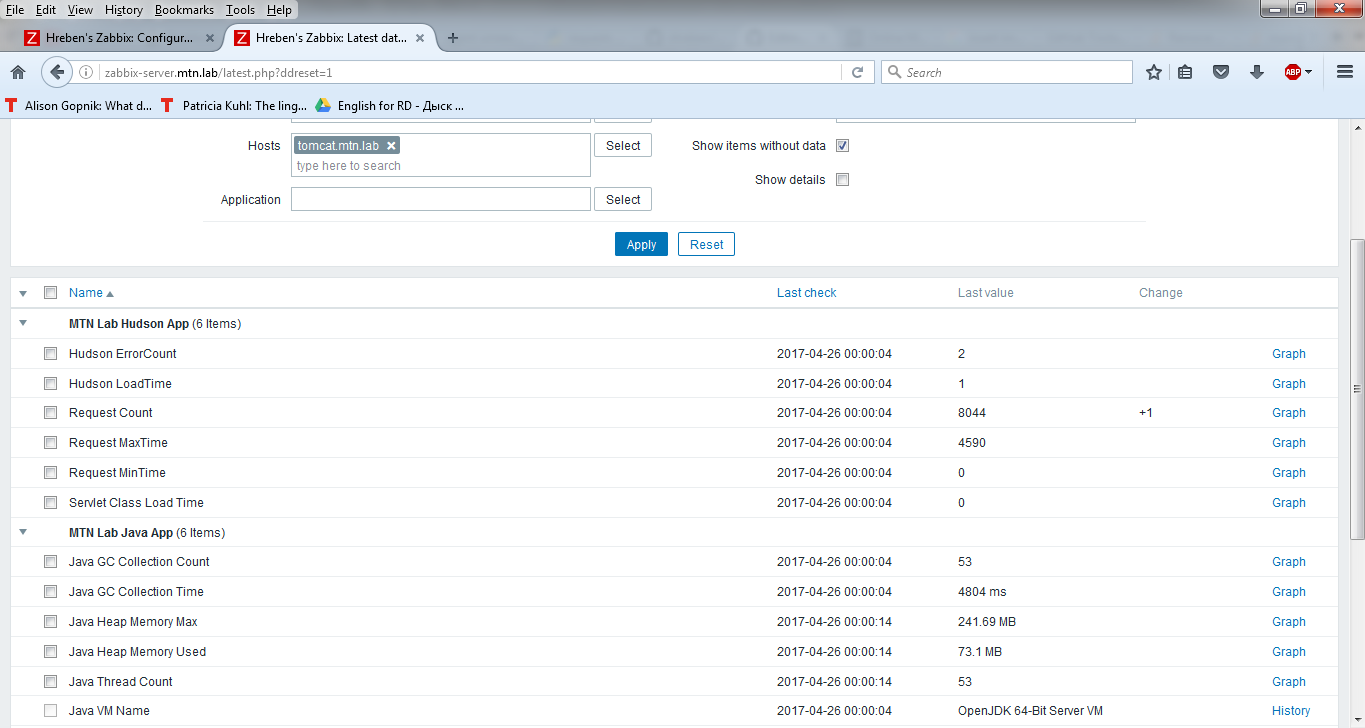 File Edit View History Bookmarks Tools Help
Hreben's Zabbix: Configur... Hreben's Zabbix: Latest dat...
zabbix-server.mtn.lab/latest.php?ddreset=1 Search ABP
Alison Gopnik: What d... Patricia Kuhl: The ling... English for RD - Дыск ...
Hosts tomcat.mtn.lab Select Show items without data
type here to search
Show details
Application Select
Apply Reset
Name Last check Last value Change
MTN Lab Hudson App (6 Items)
Hudson ErrorCount 2017-04-26 00:00:04 2 Graph
Hudson LoadTime 2017-04-26 00:00:04 1 Graph
Request Count 2017-04-26 00:00:04 8044 +1 Graph
Request MaxTime 2017-04-26 00:00:04 4590 Graph
Request MinTime 2017-04-26 00:00:04 0 Graph
Servlet Class Load Time 2017-04-26 00:00:04 0 Graph
MTN Lab Java App (6 Items)
Java GC Collection Count 2017-04-26 00:00:04 53 Graph
Java GC Collection Time 2017-04-26 00:00:04 4804 ms Graph
Java Heap Memory Max 2017-04-26 00:00:14 241.69 MB Graph
Java Heap Memory Used 2017-04-26 00:00:14 73.1 MB Graph
Java Thread Count 2017-04-26 00:00:14 53 Graph
Java VM Name 2017-04-26 00:00:04 OpenJDK 64-Bit Server VM History